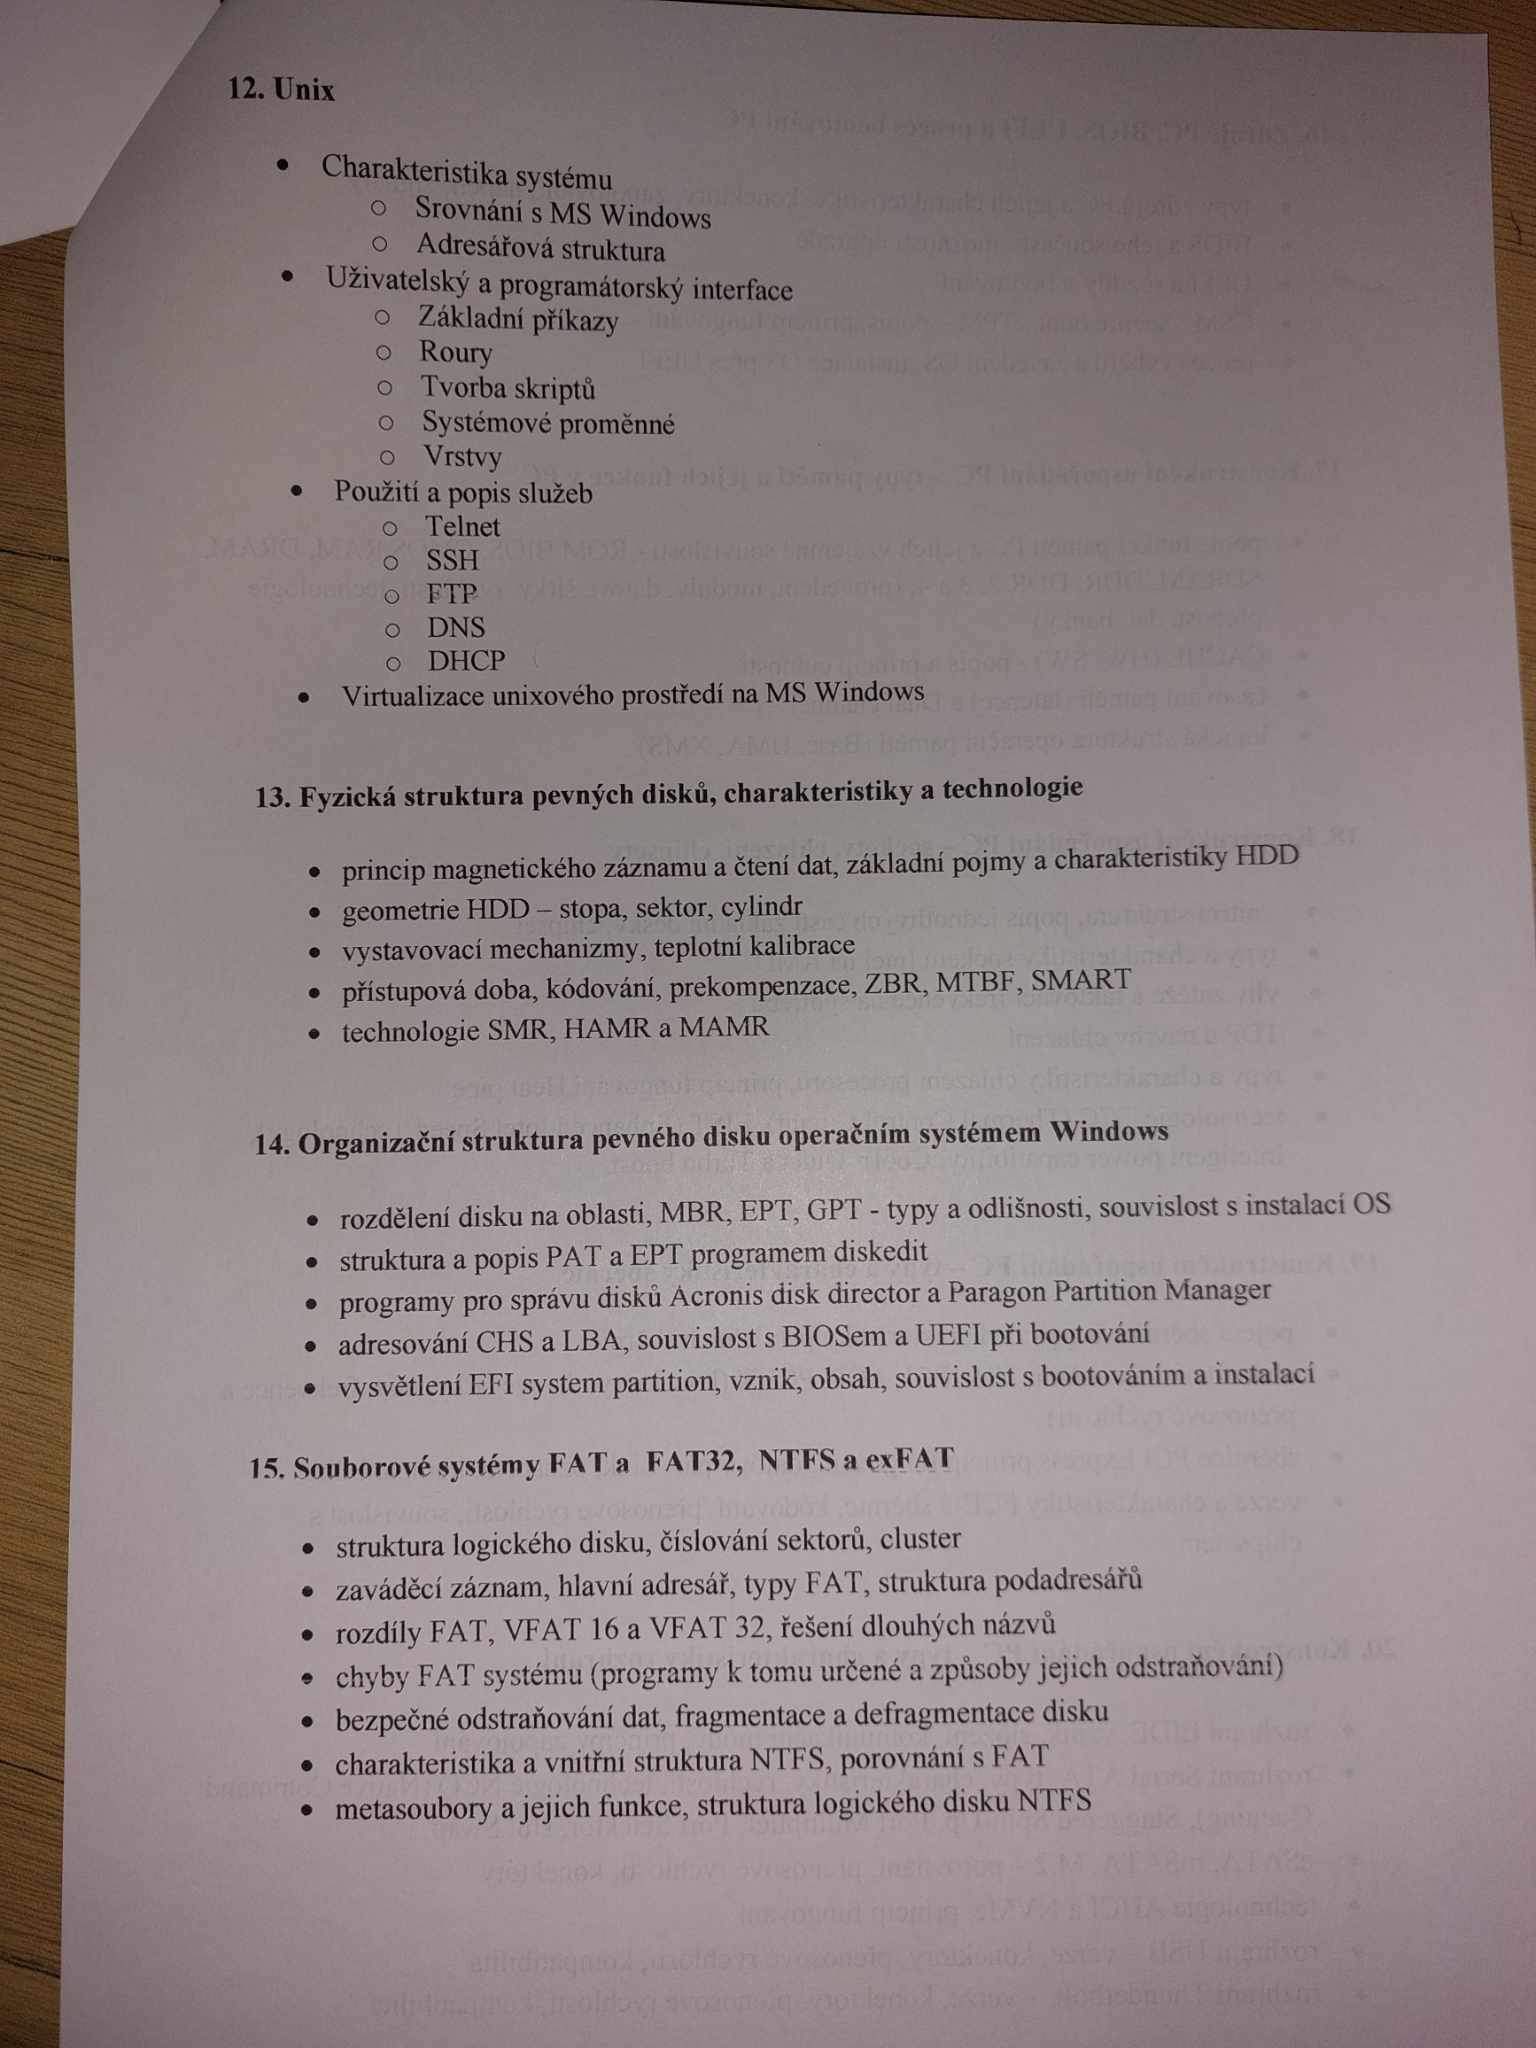 12. Unix
• Charakteristika systému
○ Srovnání s MS Windows
○ Adresářová struktura
• Uživatelský a programátorský interface
○ Základní příkazy
○ Roury
○ Tvorba skriptů
○ Systémové proměnné
○ Vrstvy
• Použití a popis služeb
○ Telnet
○ SSH
○ FTP
○ DNS
○ DHCP
• Virtualizace unixového prostředí na MS Windows
13. Fyzická struktura pevných disků, charakteristiky a technologie
• princip magnetického záznamu a čtení dat, základní pojmy a charakteristiky HDD
• geometrie HDD – stopa, sektor, cylindr
• vystavovací mechanizmy, teplotní kalibrace
• přístupová doba, kódování, prekompenzace, ZBR, MTBF, SMART
• technologie SMR, HAMR a MAMR
14. Organizační struktura pevného disku operačním systémem Windows
• rozdělení disku na oblasti, MBR, EPT, GPT - typy a odlišnosti, souvislost s instalací OS
• struktura a popis PAT a EPT programem diskedit
• programy pro správu disků Acronis disk director a Paragon Partition Manager
• adresování CHS a LBA, souvislost s BIOSem a UEFI při bootování
• vysvětlení EFI system partition, vznik, obsah, souvislost s bootováním a instalací
15. Souborové systémy FAT a FAT32, NTFS a exFAT
• struktura logického disku, číslování sektorů, cluster
• zaváděcí záznam, hlavní adresář, typy FAT, struktura podadresářů
• rozdíly FAT, VFAT 16 a VFAT 32, řešení dlouhých názvů
• chyby FAT systému (programy k tomu určené a způsoby jejich odstraňování)
• bezpečné odstraňování dat, fragmentace a defragmentace disku
• charakteristika a vnitřní struktura NTFS, porovnání s FAT
• metasoubory a jejich funkce, struktura logického disku NTFS